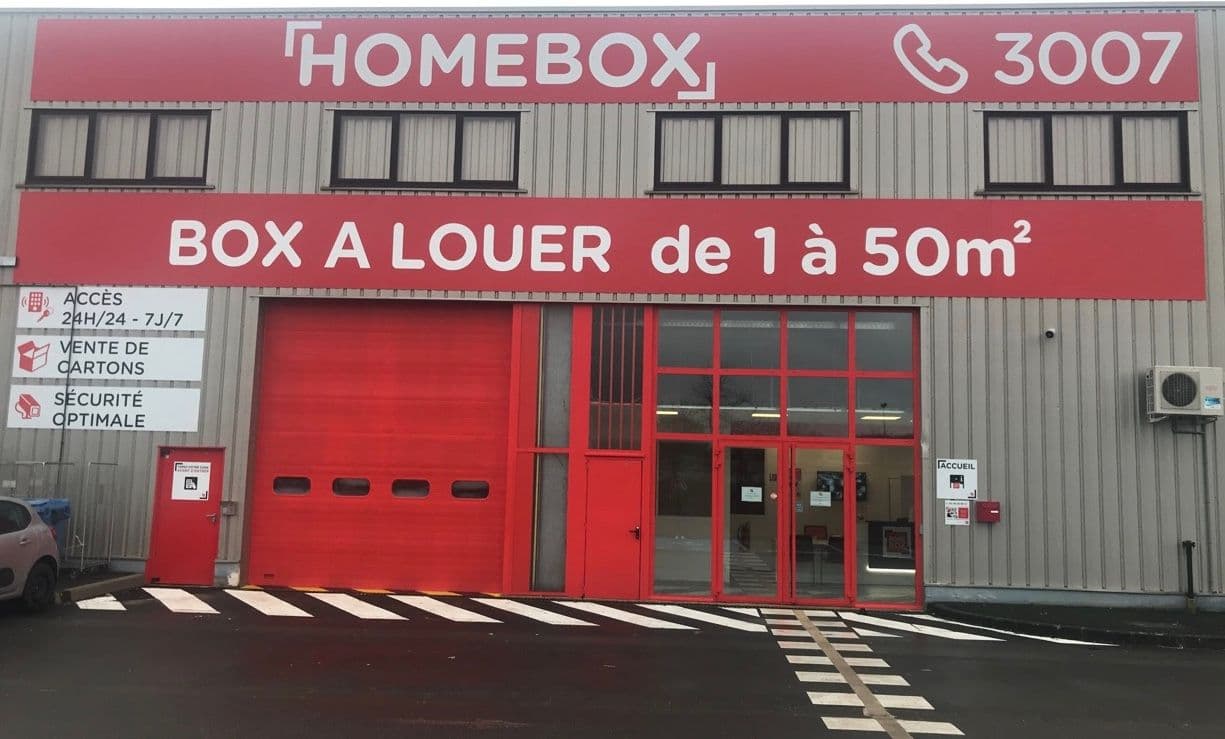 HOMEBOX
3007
BOX A LOUER de 1 à 50m²
ACCÈS
24H/24 - 7J/7
VENTE DE
CARTONS
SÉCURITÉ
OPTIMALE
ACCUEIL